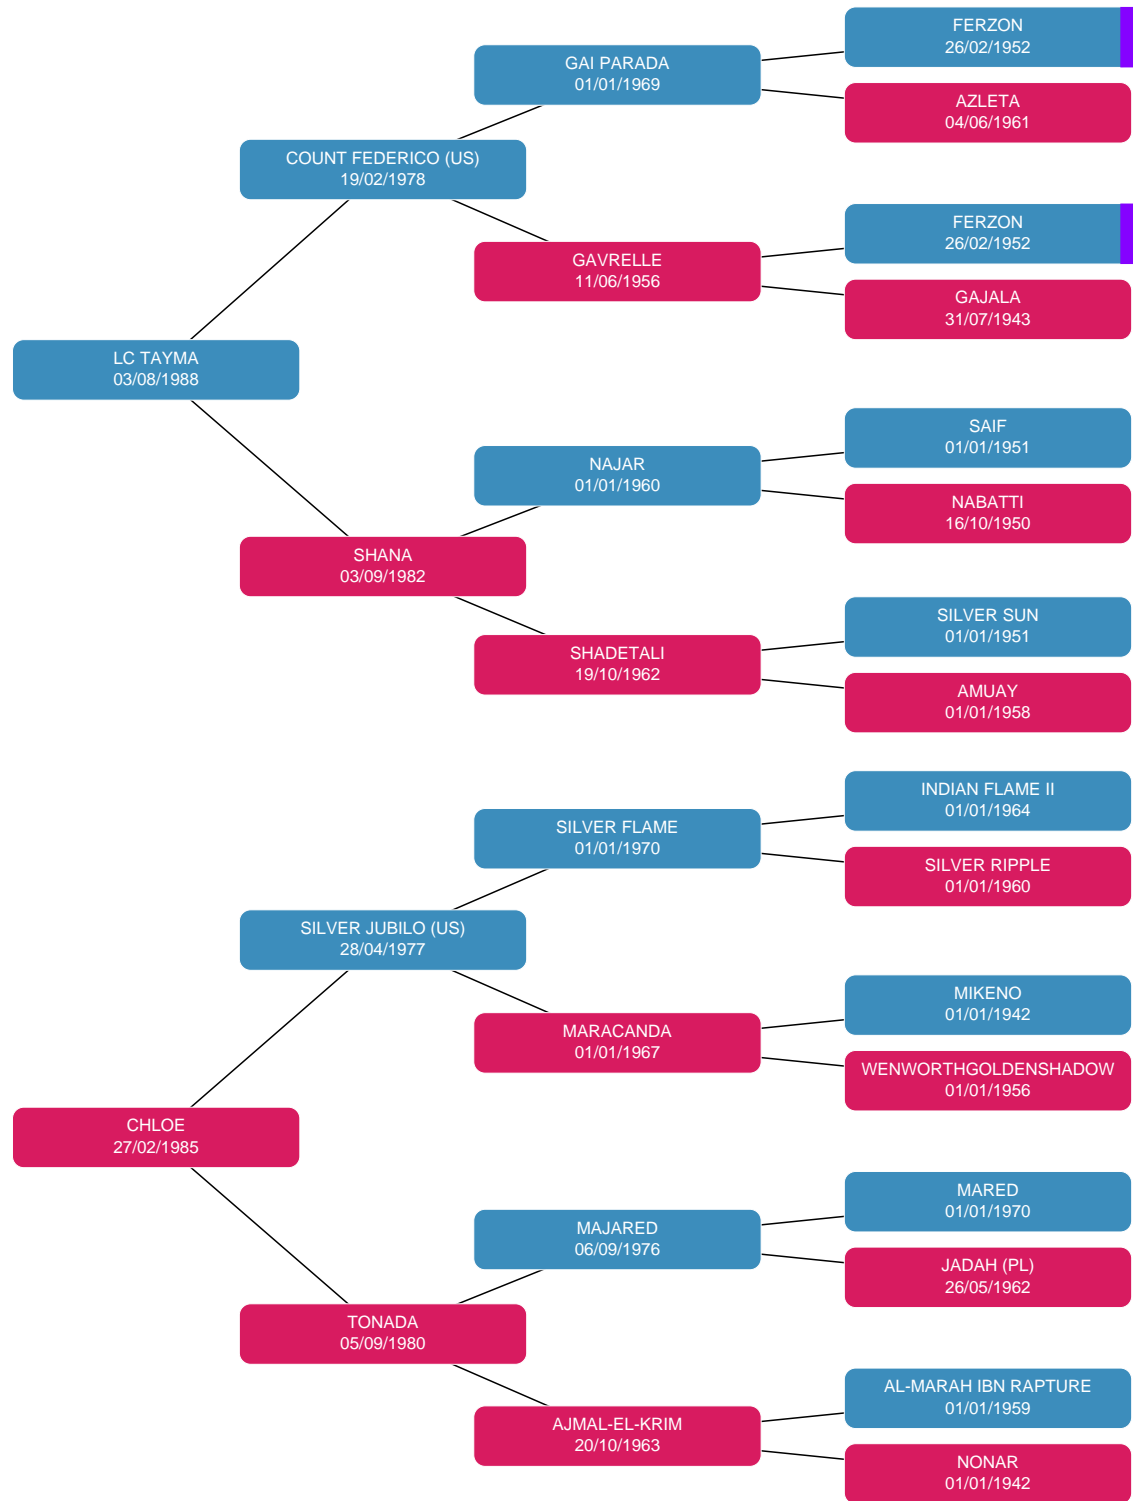 FERZON
26/02/1952
GAI PARADA
01/01/1969
AZLETA
04/06/1961
COUNT FEDERICO (US)
19/02/1978
FERZON
26/02/1952
GAVRELLE
11/06/1956
GAJALA
31/07/1943
LC TAYMA
03/08/1988
SAIF
01/01/1951
NAJAR
01/01/1960
NABATTI
16/10/1950
SHANA
03/09/1982
SILVER SUN
01/01/1951
SHADETALI
19/10/1962
AMUAY
01/01/1958
INDIAN FLAME II
01/01/1964
SILVER FLAME
01/01/1970
SILVER RIPPLE
01/01/1960
SILVER JUBILO (US)
28/04/1977
MIKENO
01/01/1942
MARACANDA
01/01/1967
WENWORTHGOLDENSHADOW
01/01/1956
CHLOE
27/02/1985
MARED
01/01/1970
MAJARED
06/09/1976
JADAH (PL)
26/05/1962
TONADA
05/09/1980
AL-MARAH IBN RAPTURE
01/01/1959
AJMAL-EL-KRIM
20/10/1963
NONAR
01/01/1942